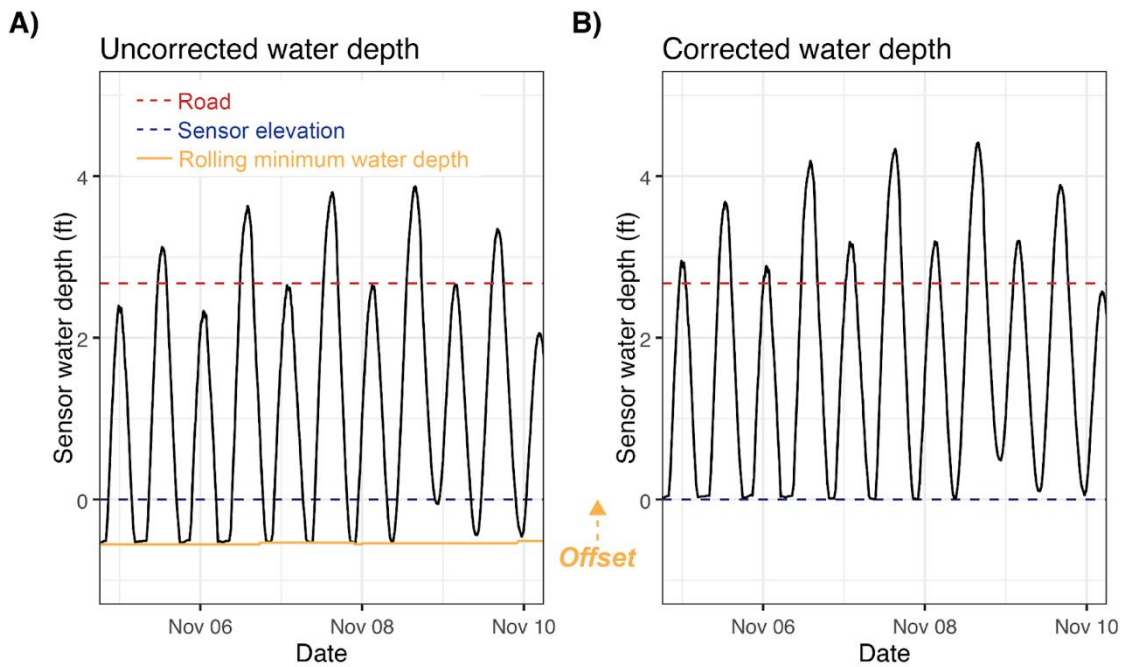 A)
Uncorrected water depth
Road
Sensor elevation
Rolling minimum water depth
Sensor water depth (ft)
4
2
0
Nov 06
Nov 08
Nov 10
Date
Offset
B)
Corrected water depth
Sensor water depth (ft)
4
2
0
Nov 06
Nov 08
Nov 10
Date